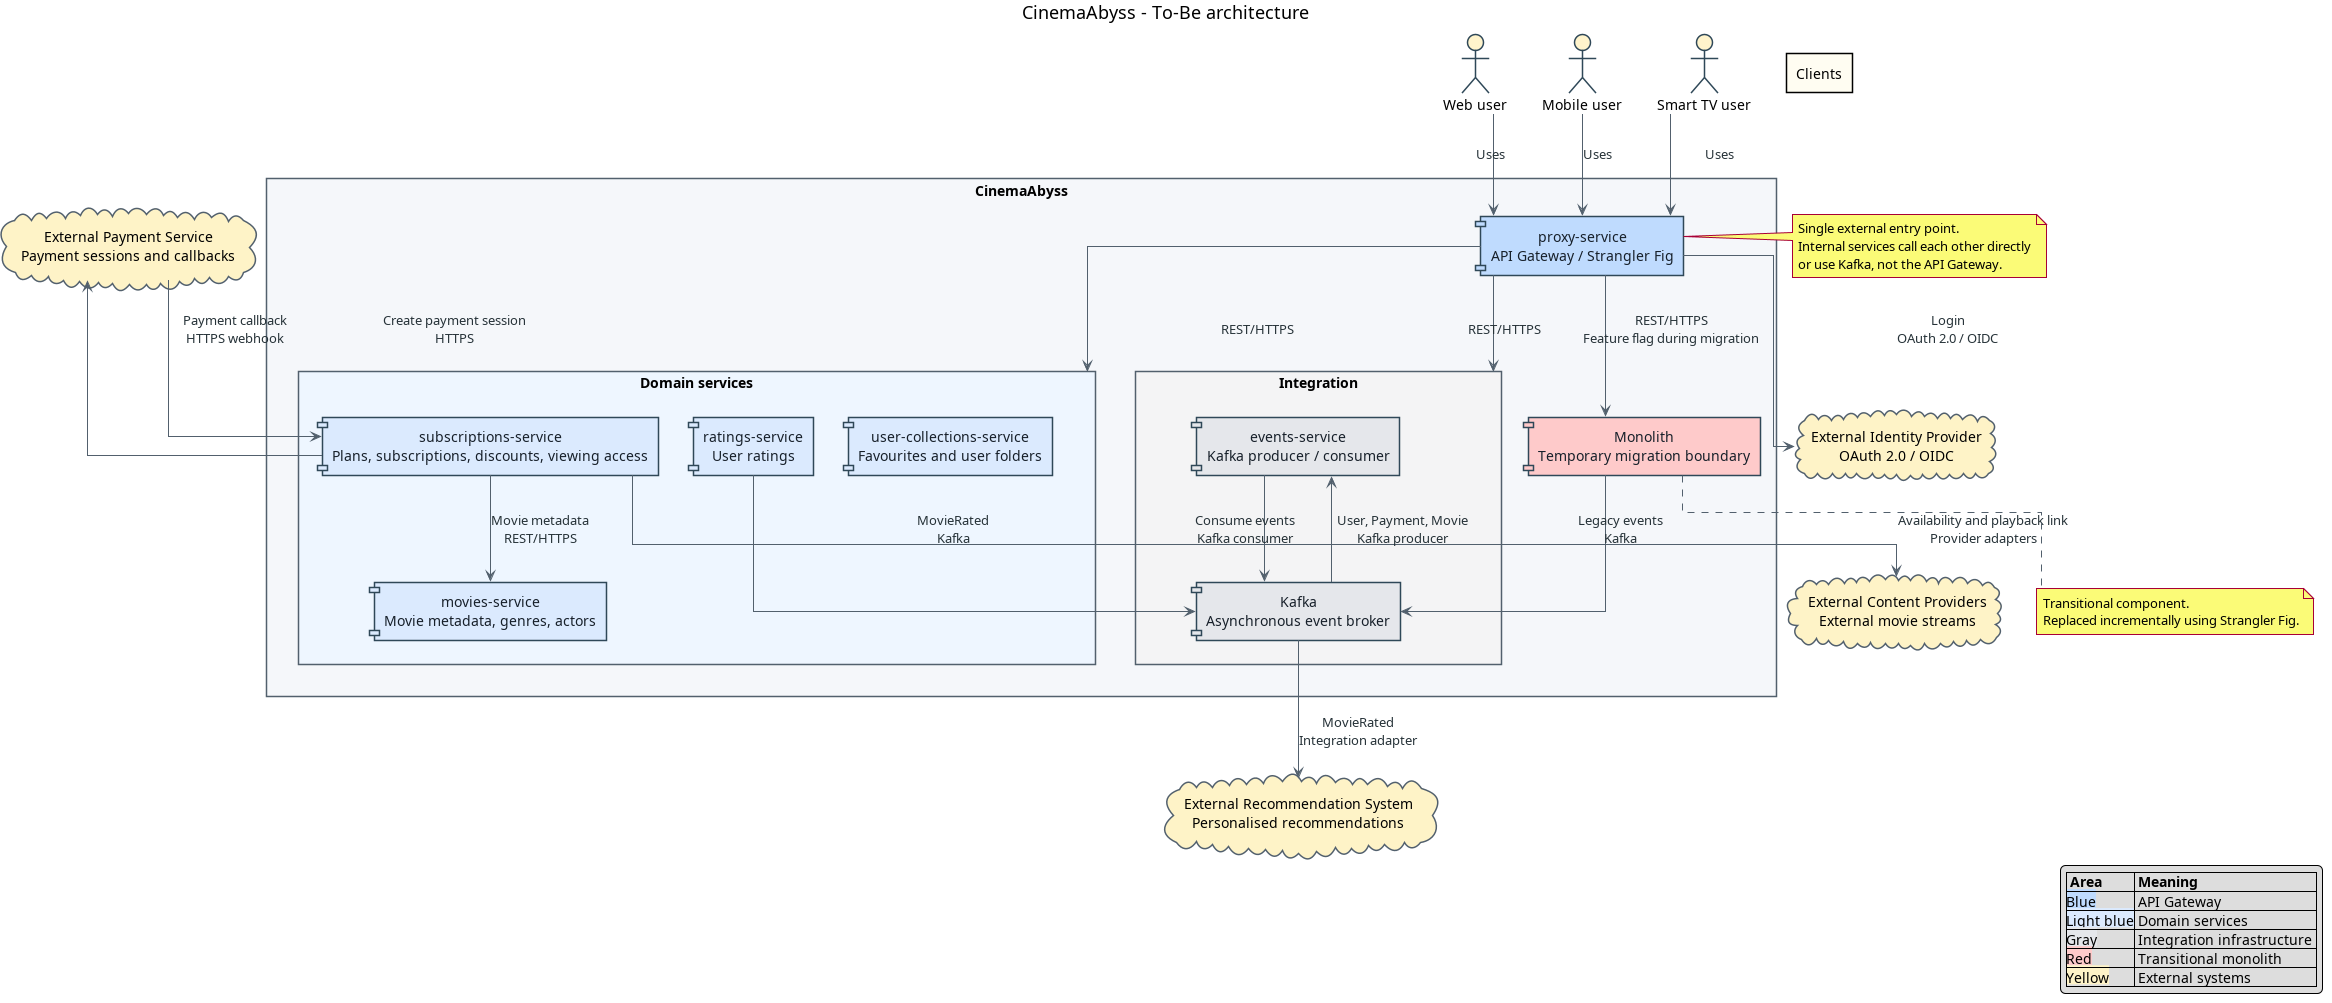 CinemaAbyss - To-Be architecture
Web user
Mobile user
Smart TV user
Clients
Uses
Uses
Uses
CinemaAbyss
External Payment Service
Payment sessions and callbacks
proxy-service
API Gateway / Strangler Fig
Single external entry point.
Internal services call each other directly
or use Kafka, not the API Gateway.
Payment callback
HTTPS webhook
Create payment session
HTTPS
REST/HTTPS
REST/HTTPS
REST/HTTPS
Feature flag during migration
Login
OAuth 2.0 / OIDC
Domain services
Integration
subscriptions-service
Plans, subscriptions, discounts, viewing access
ratings-service
User ratings
user-collections-service
Favourites and user folders
events-service
Kafka producer / consumer
Monolith
Temporary migration boundary
External Identity Provider
OAuth 2.0 / OIDC
Movie metadata
REST/HTTPS
MovieRated
Kafka
Consume events
Kafka consumer
User, Payment, Movie
Kafka producer
Legacy events
Kafka
Availability and playback link
Provider adapters
movies-service
Movie metadata, genres, actors
Kafka
Asynchronous event broker
External Content Providers
External movie streams
Transitional component.
Replaced incrementally using Strangler Fig.
MovieRated
Integration adapter
External Recommendation System
Personalised recommendations
Area Meaning
Blue API Gateway
Light blue Domain services
Gray Integration infrastructure
Red Transitional monolith
Yellow External systems